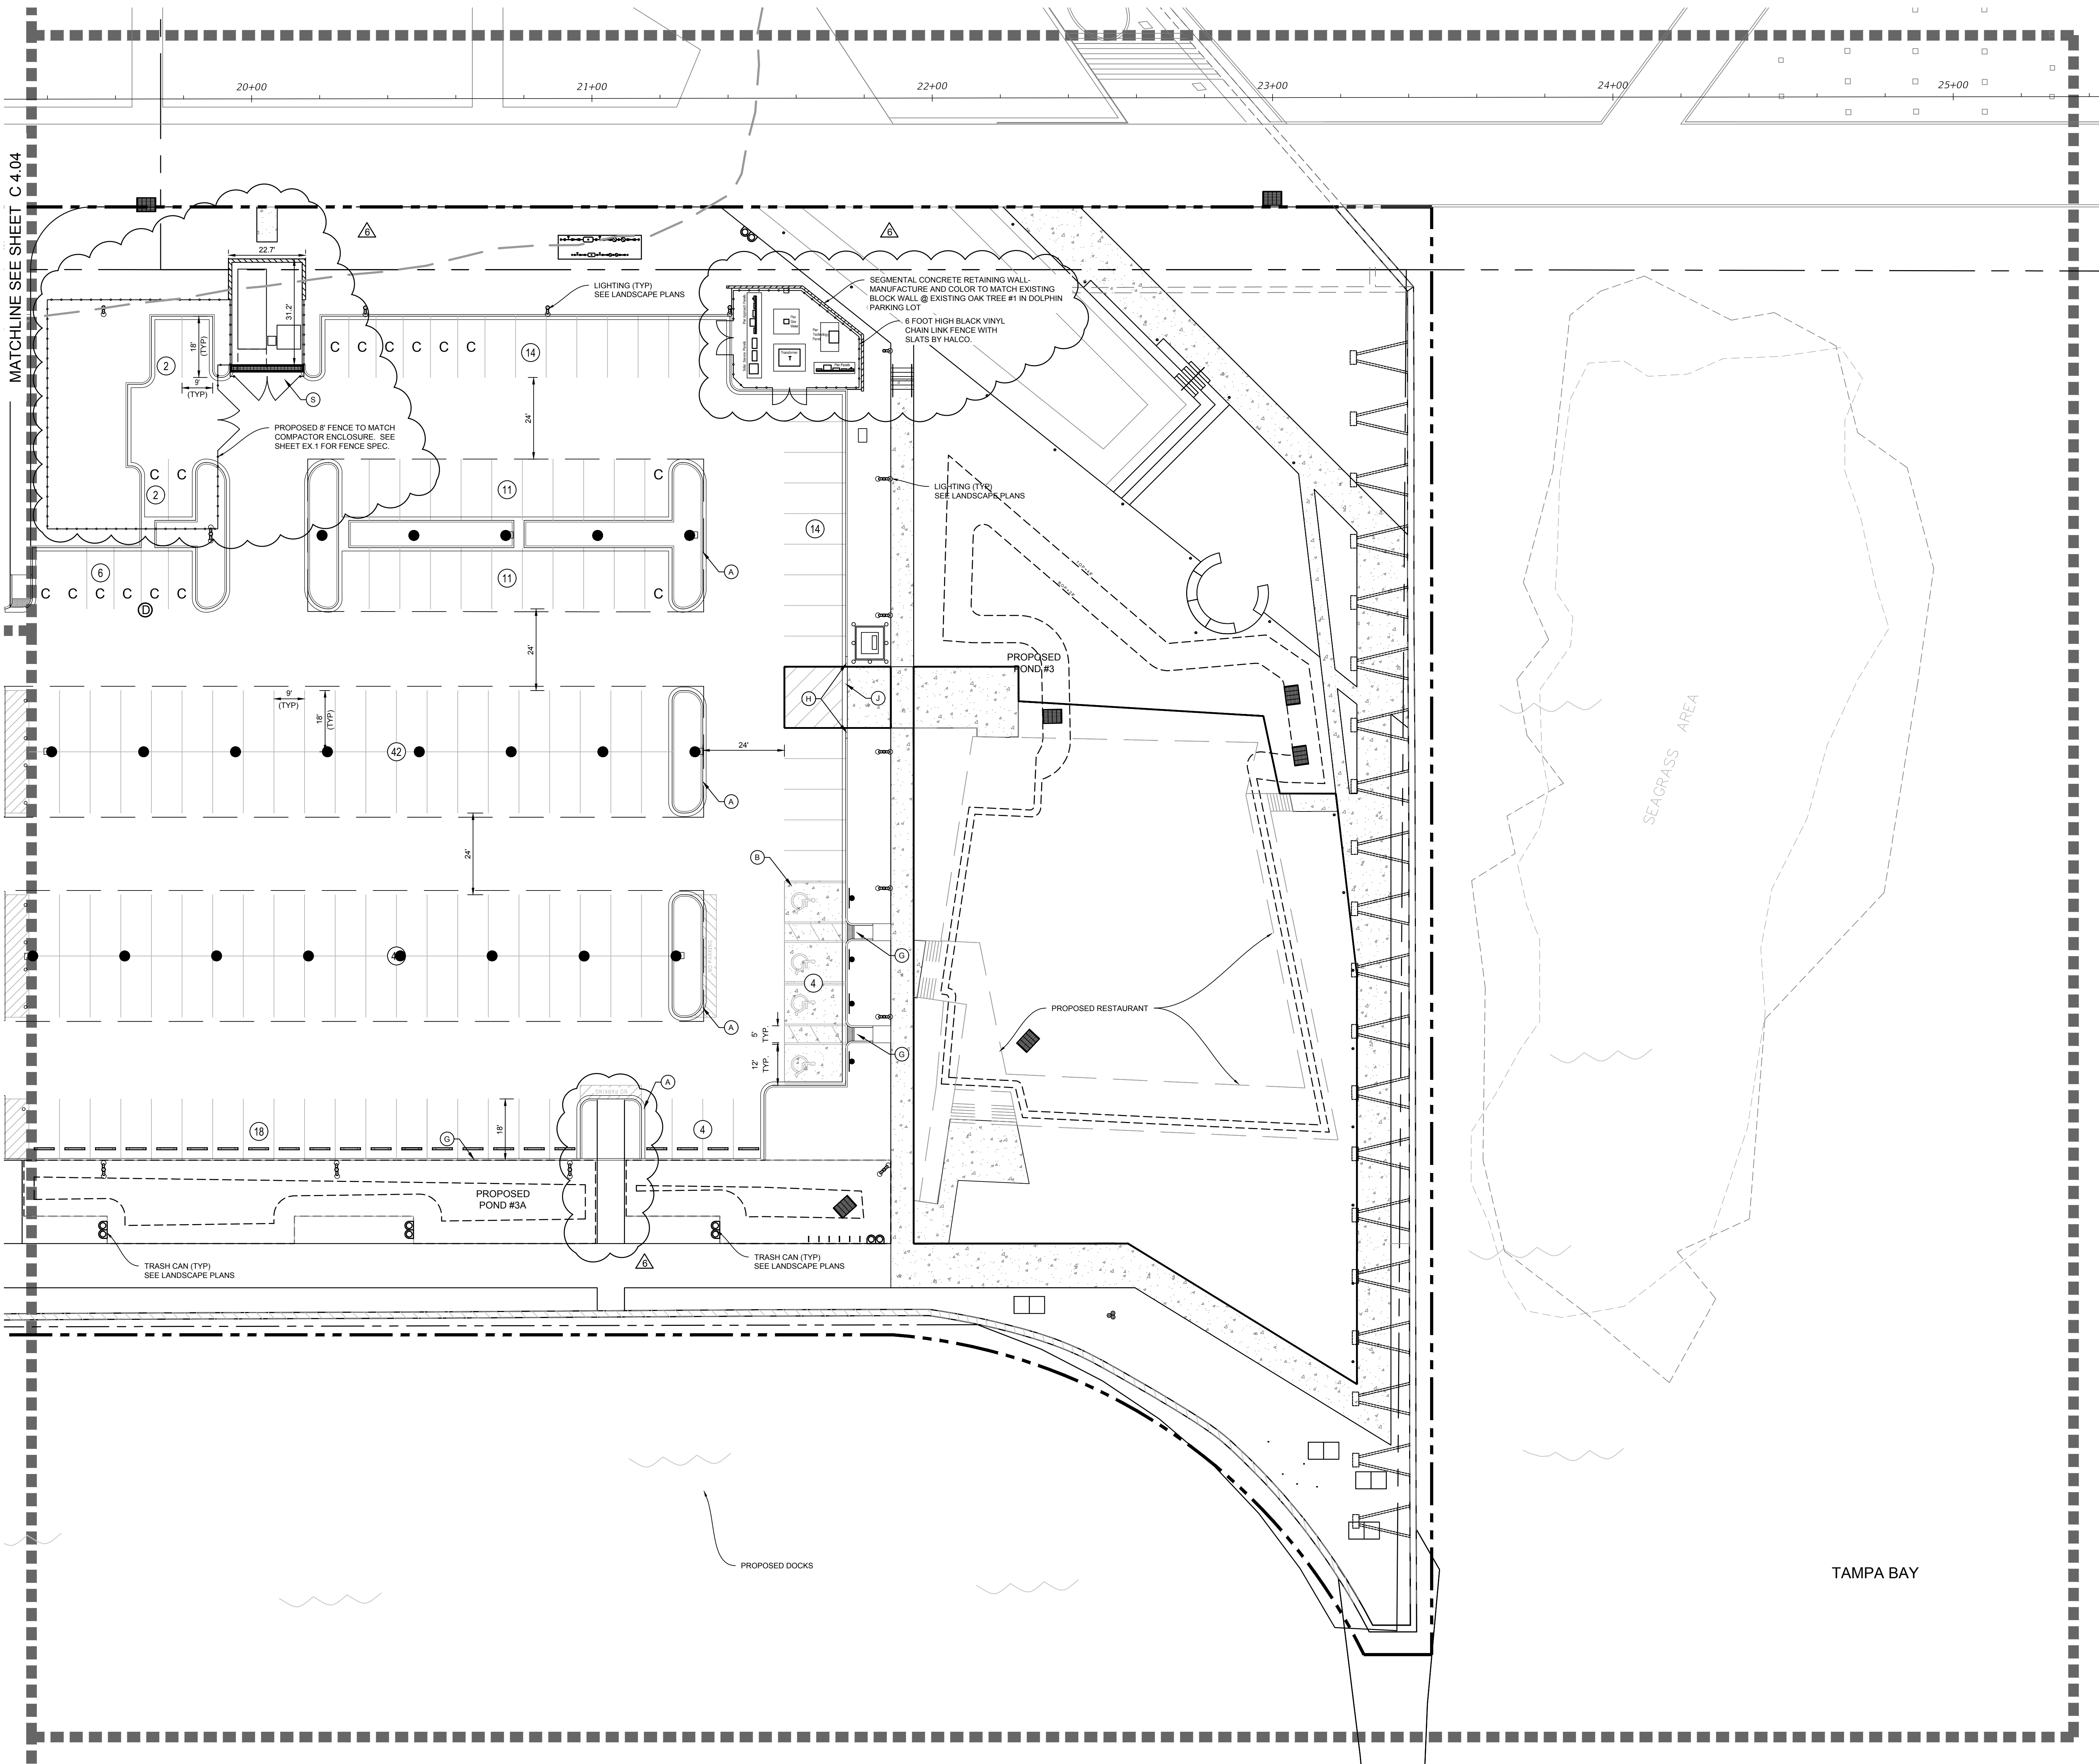 20+00
21+00
22+00
23+00
24+00
25+00
MATCHLINE SEE SHEET C 4.04
6
6
22.7'
31.2'
18'
(TYP)
9'
(TYP)
2
S
LIGHTING (TYP)
SEE LANDSCAPE PLANS
C C C C C C
14
24'
SEGMENTAL CONCRETE RETAINING WALL-
MANUFACTURE AND COLOR TO MATCH EXISTING
BLOCK WALL @ EXISTING OAK TREE #1 IN DOLPHIN
PARKING LOT
6 FOOT HIGH BLACK VINYL
CHAIN LINK FENCE WITH
SLATS BY HALCO.
Transformer
T
PROPOSED 8' FENCE TO MATCH
COMPACTOR ENCLOSURE. SEE
SHEET EX.1 FOR FENCE SPEC.
C C
2
11
C
LIGHTING (TYP)
SEE LANDSCAPE PLANS
14
6
C C C C C C
D
11
C
A
24'
PROPOSED
POND #3
H
J
9'
(TYP)
18'
(TYP)
42
24'
A
SEAGRASS AREA
24'
B
G
4
A
5'
TYP.
12'
TYP.
G
PROPOSED RESTAURANT
NO PARKING
NO PARKING
A
18
18'
4
G
PROPOSED
POND #3A
TRASH CAN (TYP)
SEE LANDSCAPE PLANS
6
TRASH CAN (TYP)
SEE LANDSCAPE PLANS
PROPOSED DOCKS
TAMPA BAY